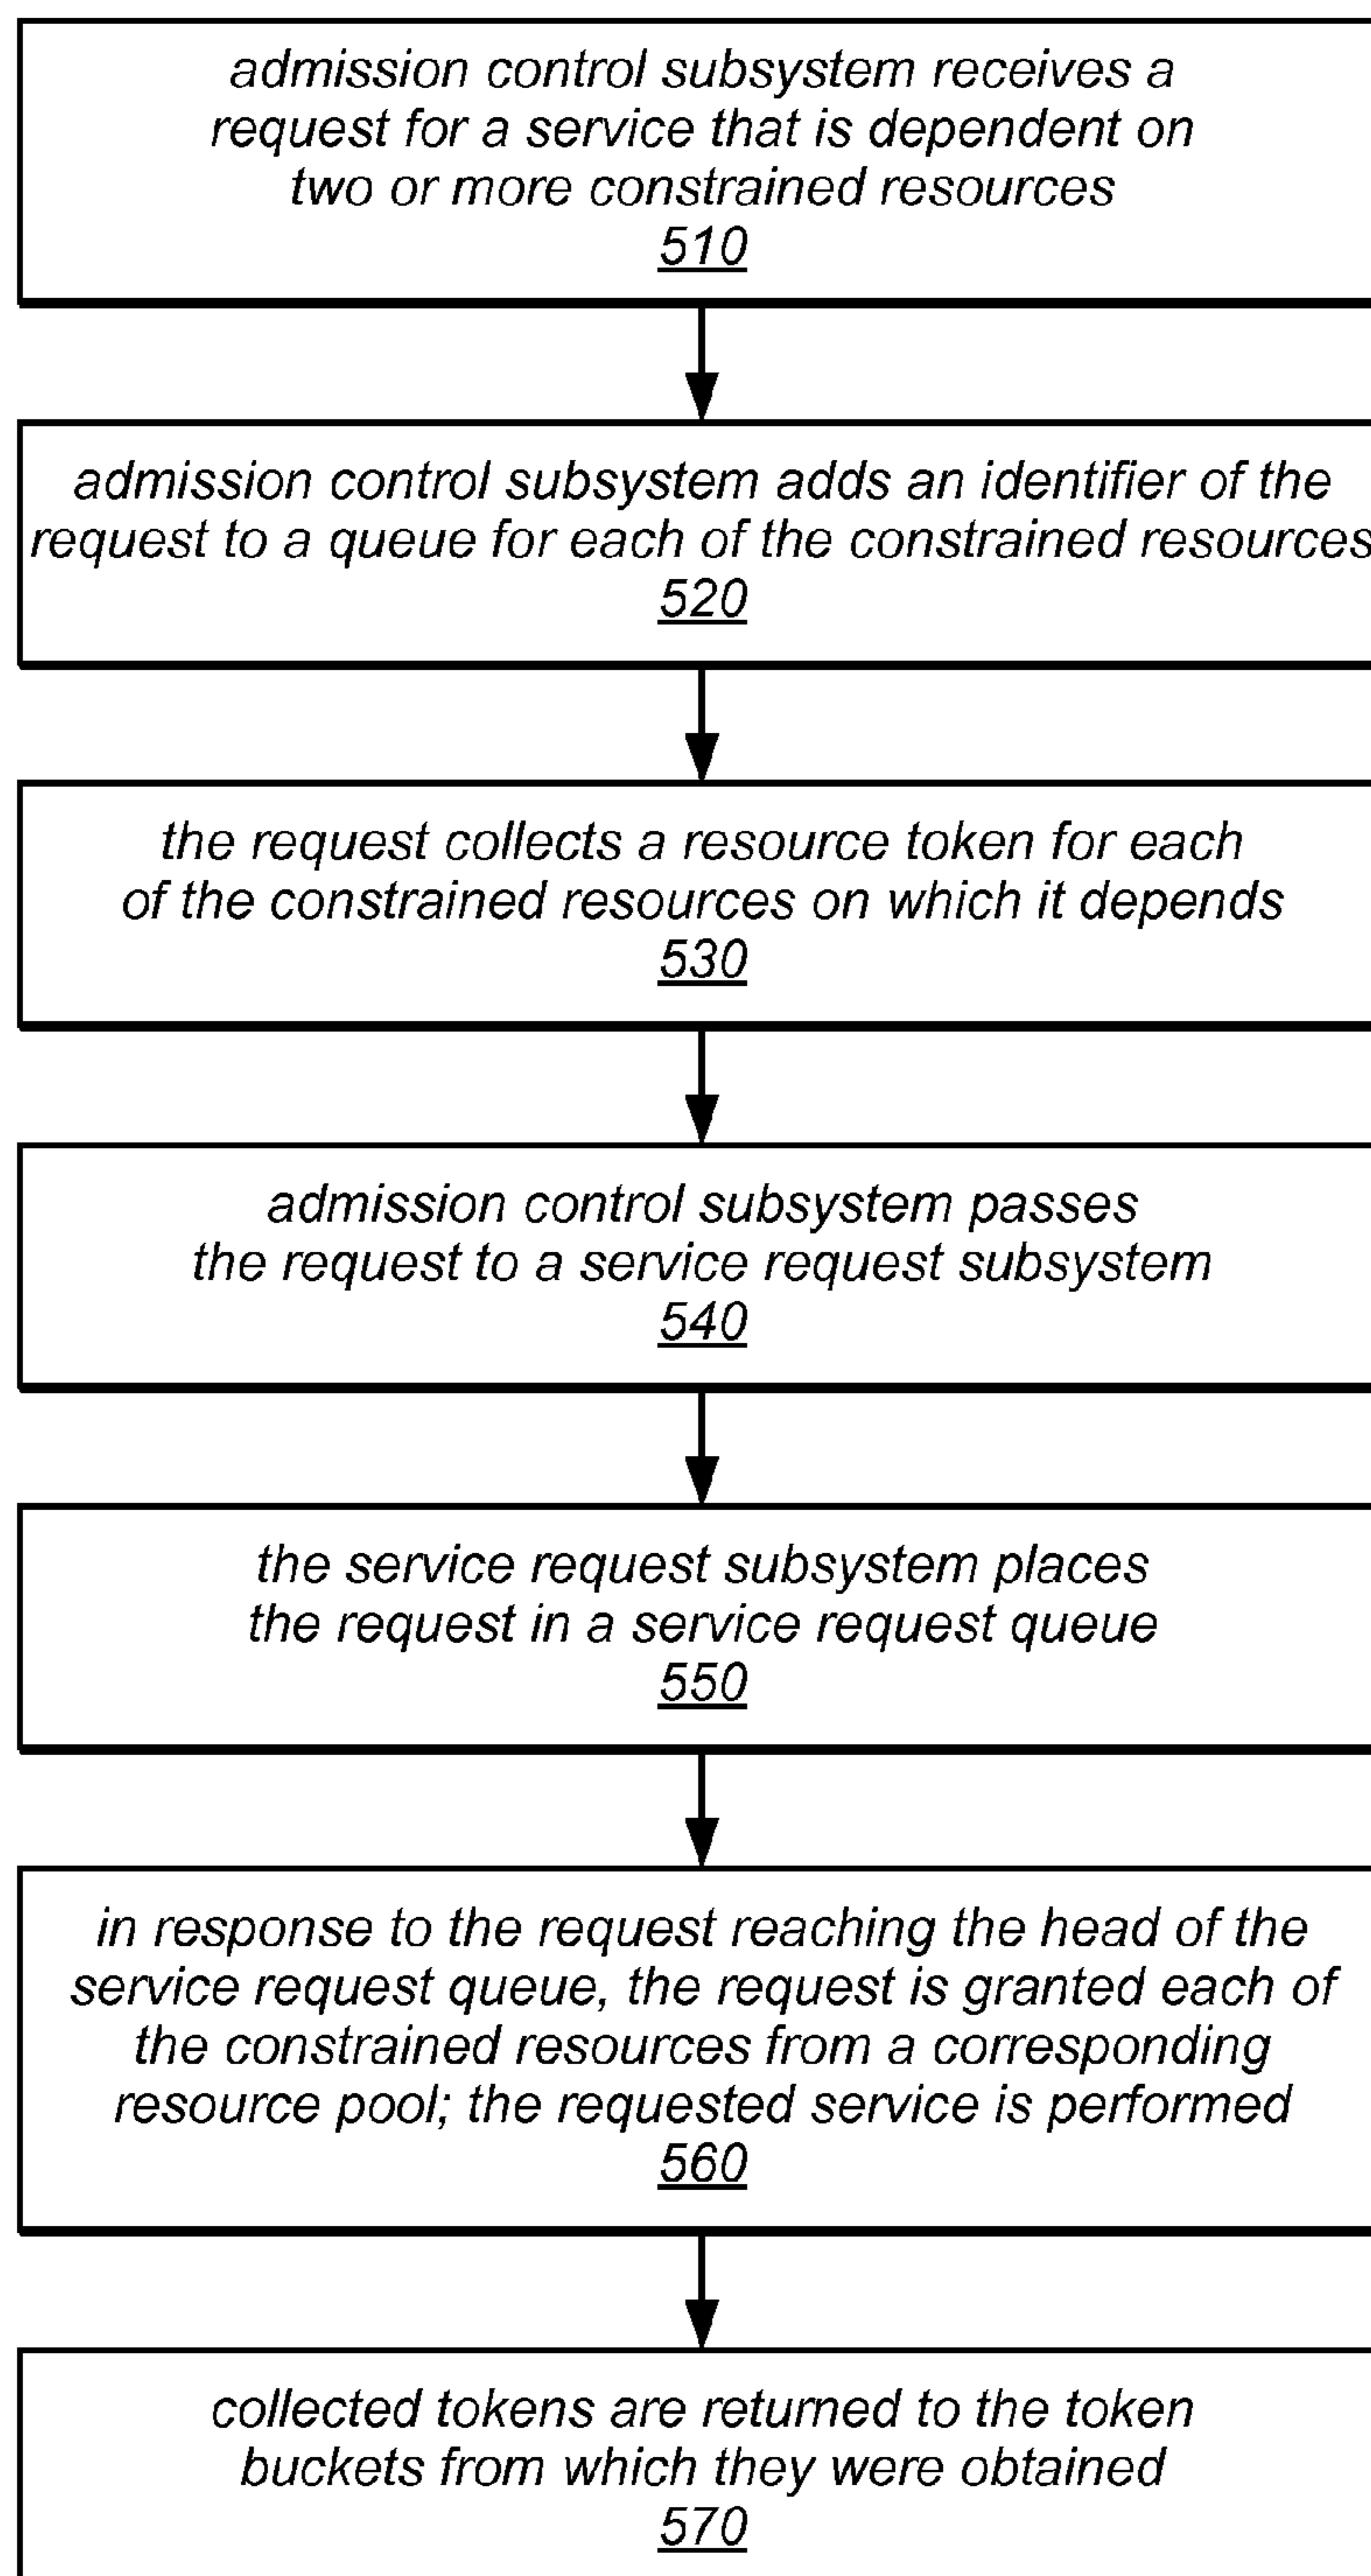 admission control subsystem receives a
request for a service that is dependent on
two or more constrained resources
510
admission control subsystem adds an identifier of the
request to a queue for each of the constrained resources
520
the request collects a resource token for each
of the constrained resources on which it depends
530
admission control subsystem passes
the request to a service request subsystem
540
the service request subsystem places
the request in a service request queue
550
in response to the request reaching the head of the
service request queue, the request is granted each of
the constrained resources from a corresponding
resource pool; the requested service is performed
560
collected tokens are returned to the token
buckets from which they were obtained
570